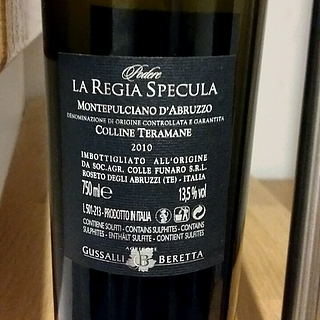 Podere
LA REGIA SPECULA
MONTEPULCIANO D'ABRUZZO
DENOMINAZIONE DI ORIGINE CONTROLLATA E GARANTITA
COLLINE TERAMANE
2010
IMBOTTIGLIATO ALL'ORIGINE
DA SOC.AGR. COLLE FUNARO S.R.L.
ROSETO DEGLI ABRUZZI (TE) - ITALIA
750 ml e 13,5% vol
L 501-213 - PRODOTTO IN ITALIA
CONTIENE SOLFITI - CONTAINS SULPHITES - CONTAINS
SULPHITES - ENTHÄLT SULFITE - CONTIENT SULFITES
GUSSALLI B BERETTA